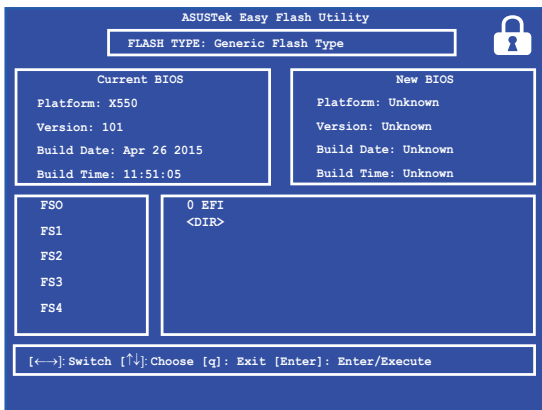 ASUSTek Easy Flash Utility
FLASH TYPE: Generic Flash Type
Current BIOS
Platform: X550
Version: 101
Build Date: Apr 26 2015
Build Time: 11:51:05
New BIOS
Platform: Unknown
Version: Unknown
Build Date: Unknown
Build Time: Unknown
FSO
FS1
FS2
FS3
FS4
0 EFI
<DIR>
[←→]: Switch [↑↓]: Choose [q]: Exit [Enter]: Enter/Execute